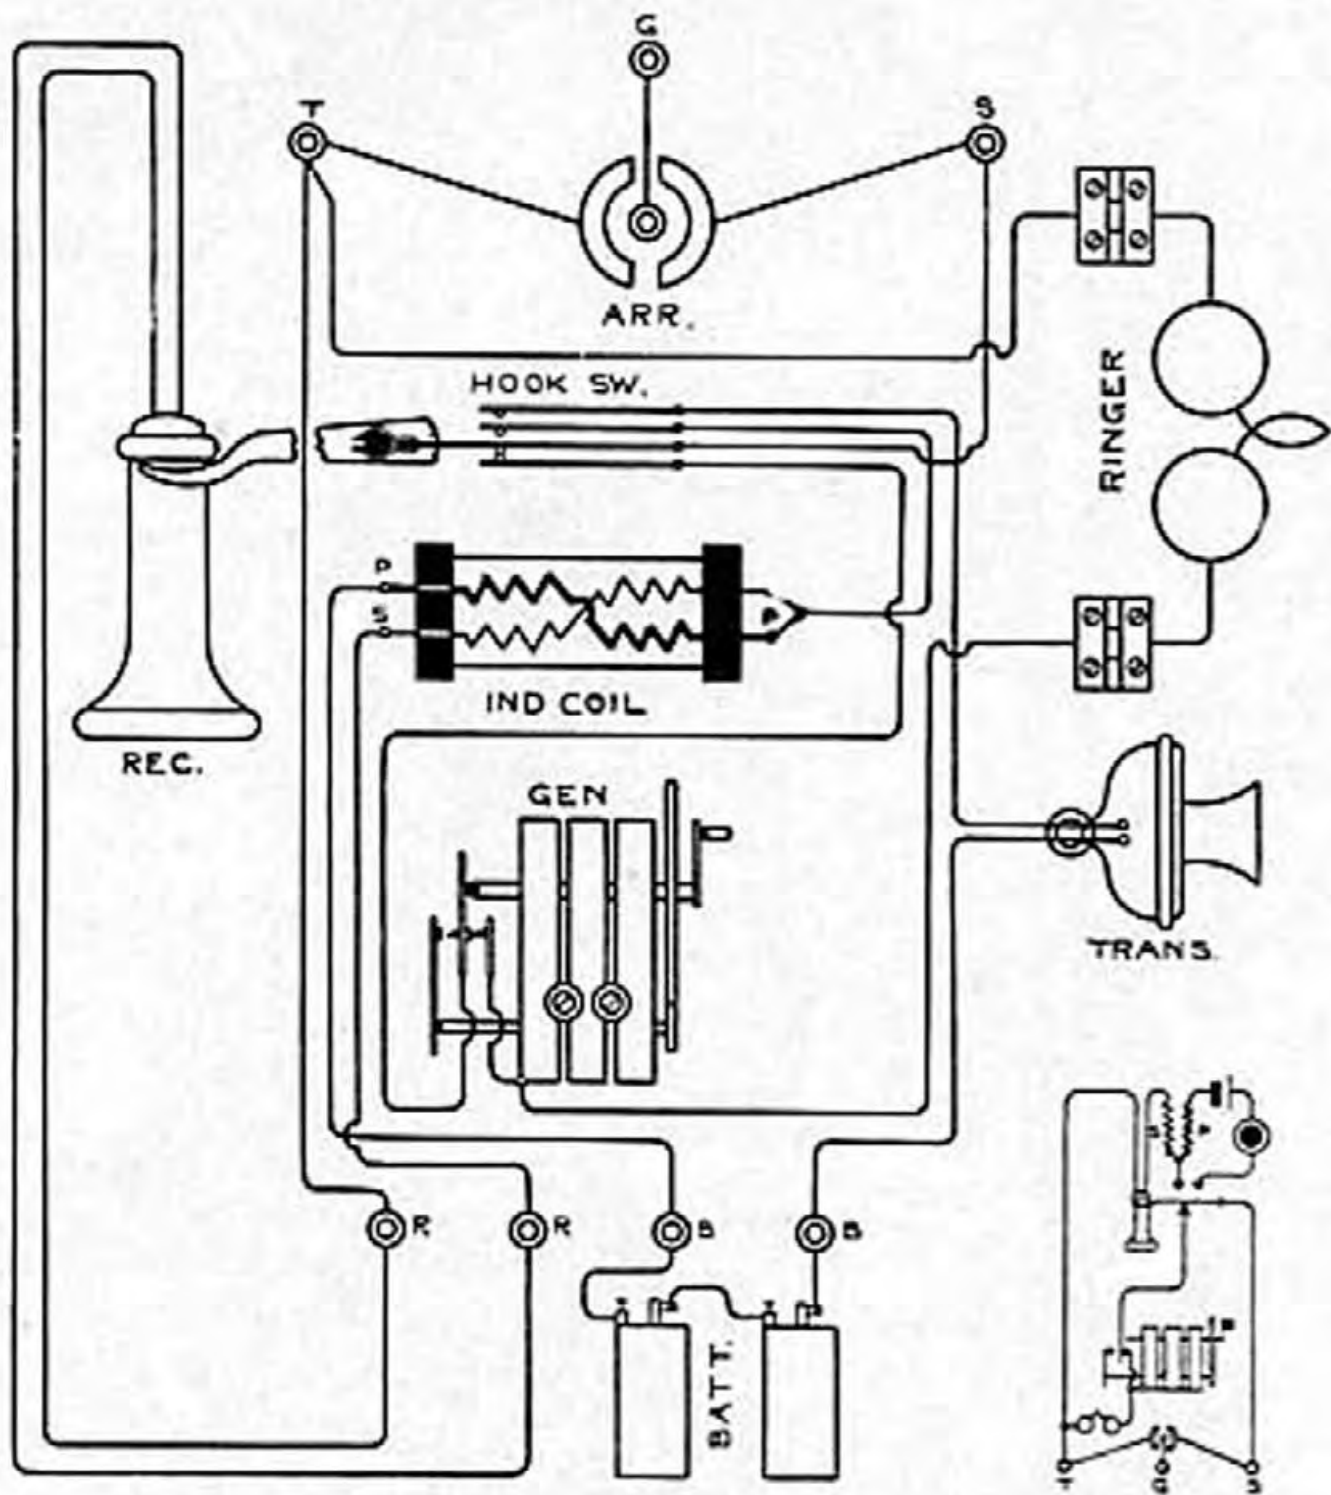 G
T
S
ARR.
HOOK SW.
RINGER
P
S
P
IND COIL
REC.
GEN
TRANS.
R
R
B
B
BATT.
T
G
S